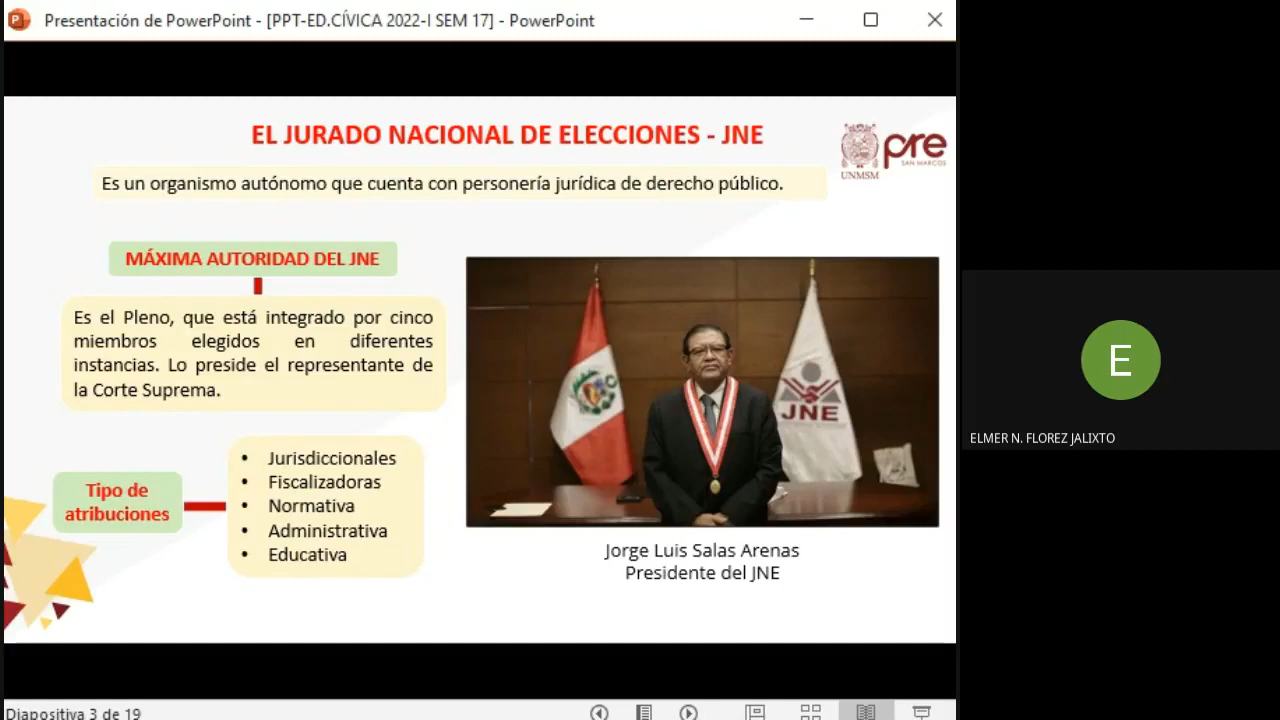 Presentación de PowerPoint - [PPT-ED.CÍVICA 2022-I SEM 17] - PowerPoint
EL JURADO NACIONAL DE ELECCIONES - JNE
pre
SAN MARCOS
UNMSM
Es un organismo autónomo que cuenta con personería jurídica de derecho público.
MÁXIMA AUTORIDAD DEL JNE
Es el Pleno, que está integrado por cinco
miembros elegidos en diferentes
instancias. Lo preside el representante de
la Corte Suprema.
JNE
Tipo de
atribuciones
• Jurisdiccionales
• Fiscalizadoras
• Normativa
• Administrativa
• Educativa
Jorge Luis Salas Arenas
Presidente del JNE
E
ELMER N. FLOREZ JALIXTO
Diapositiva 3 de 19